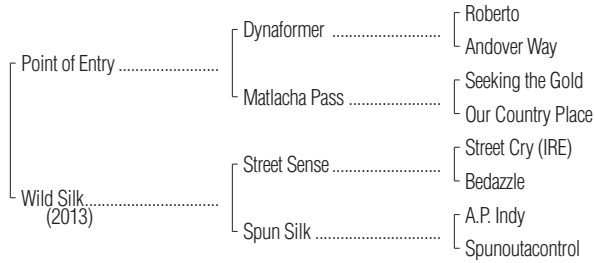 Roberto
Dynaformer ........................
Andover Way
Point of Entry .......................
Seeking the Gold
Matlacha Pass .....................
Our Country Place
Street Cry (IRE)
Street Sense .........................
Bedazzle
Wild Silk...............................
(2013)
A.P. Indy
Spun Silk .............................
Spunoutacontrol